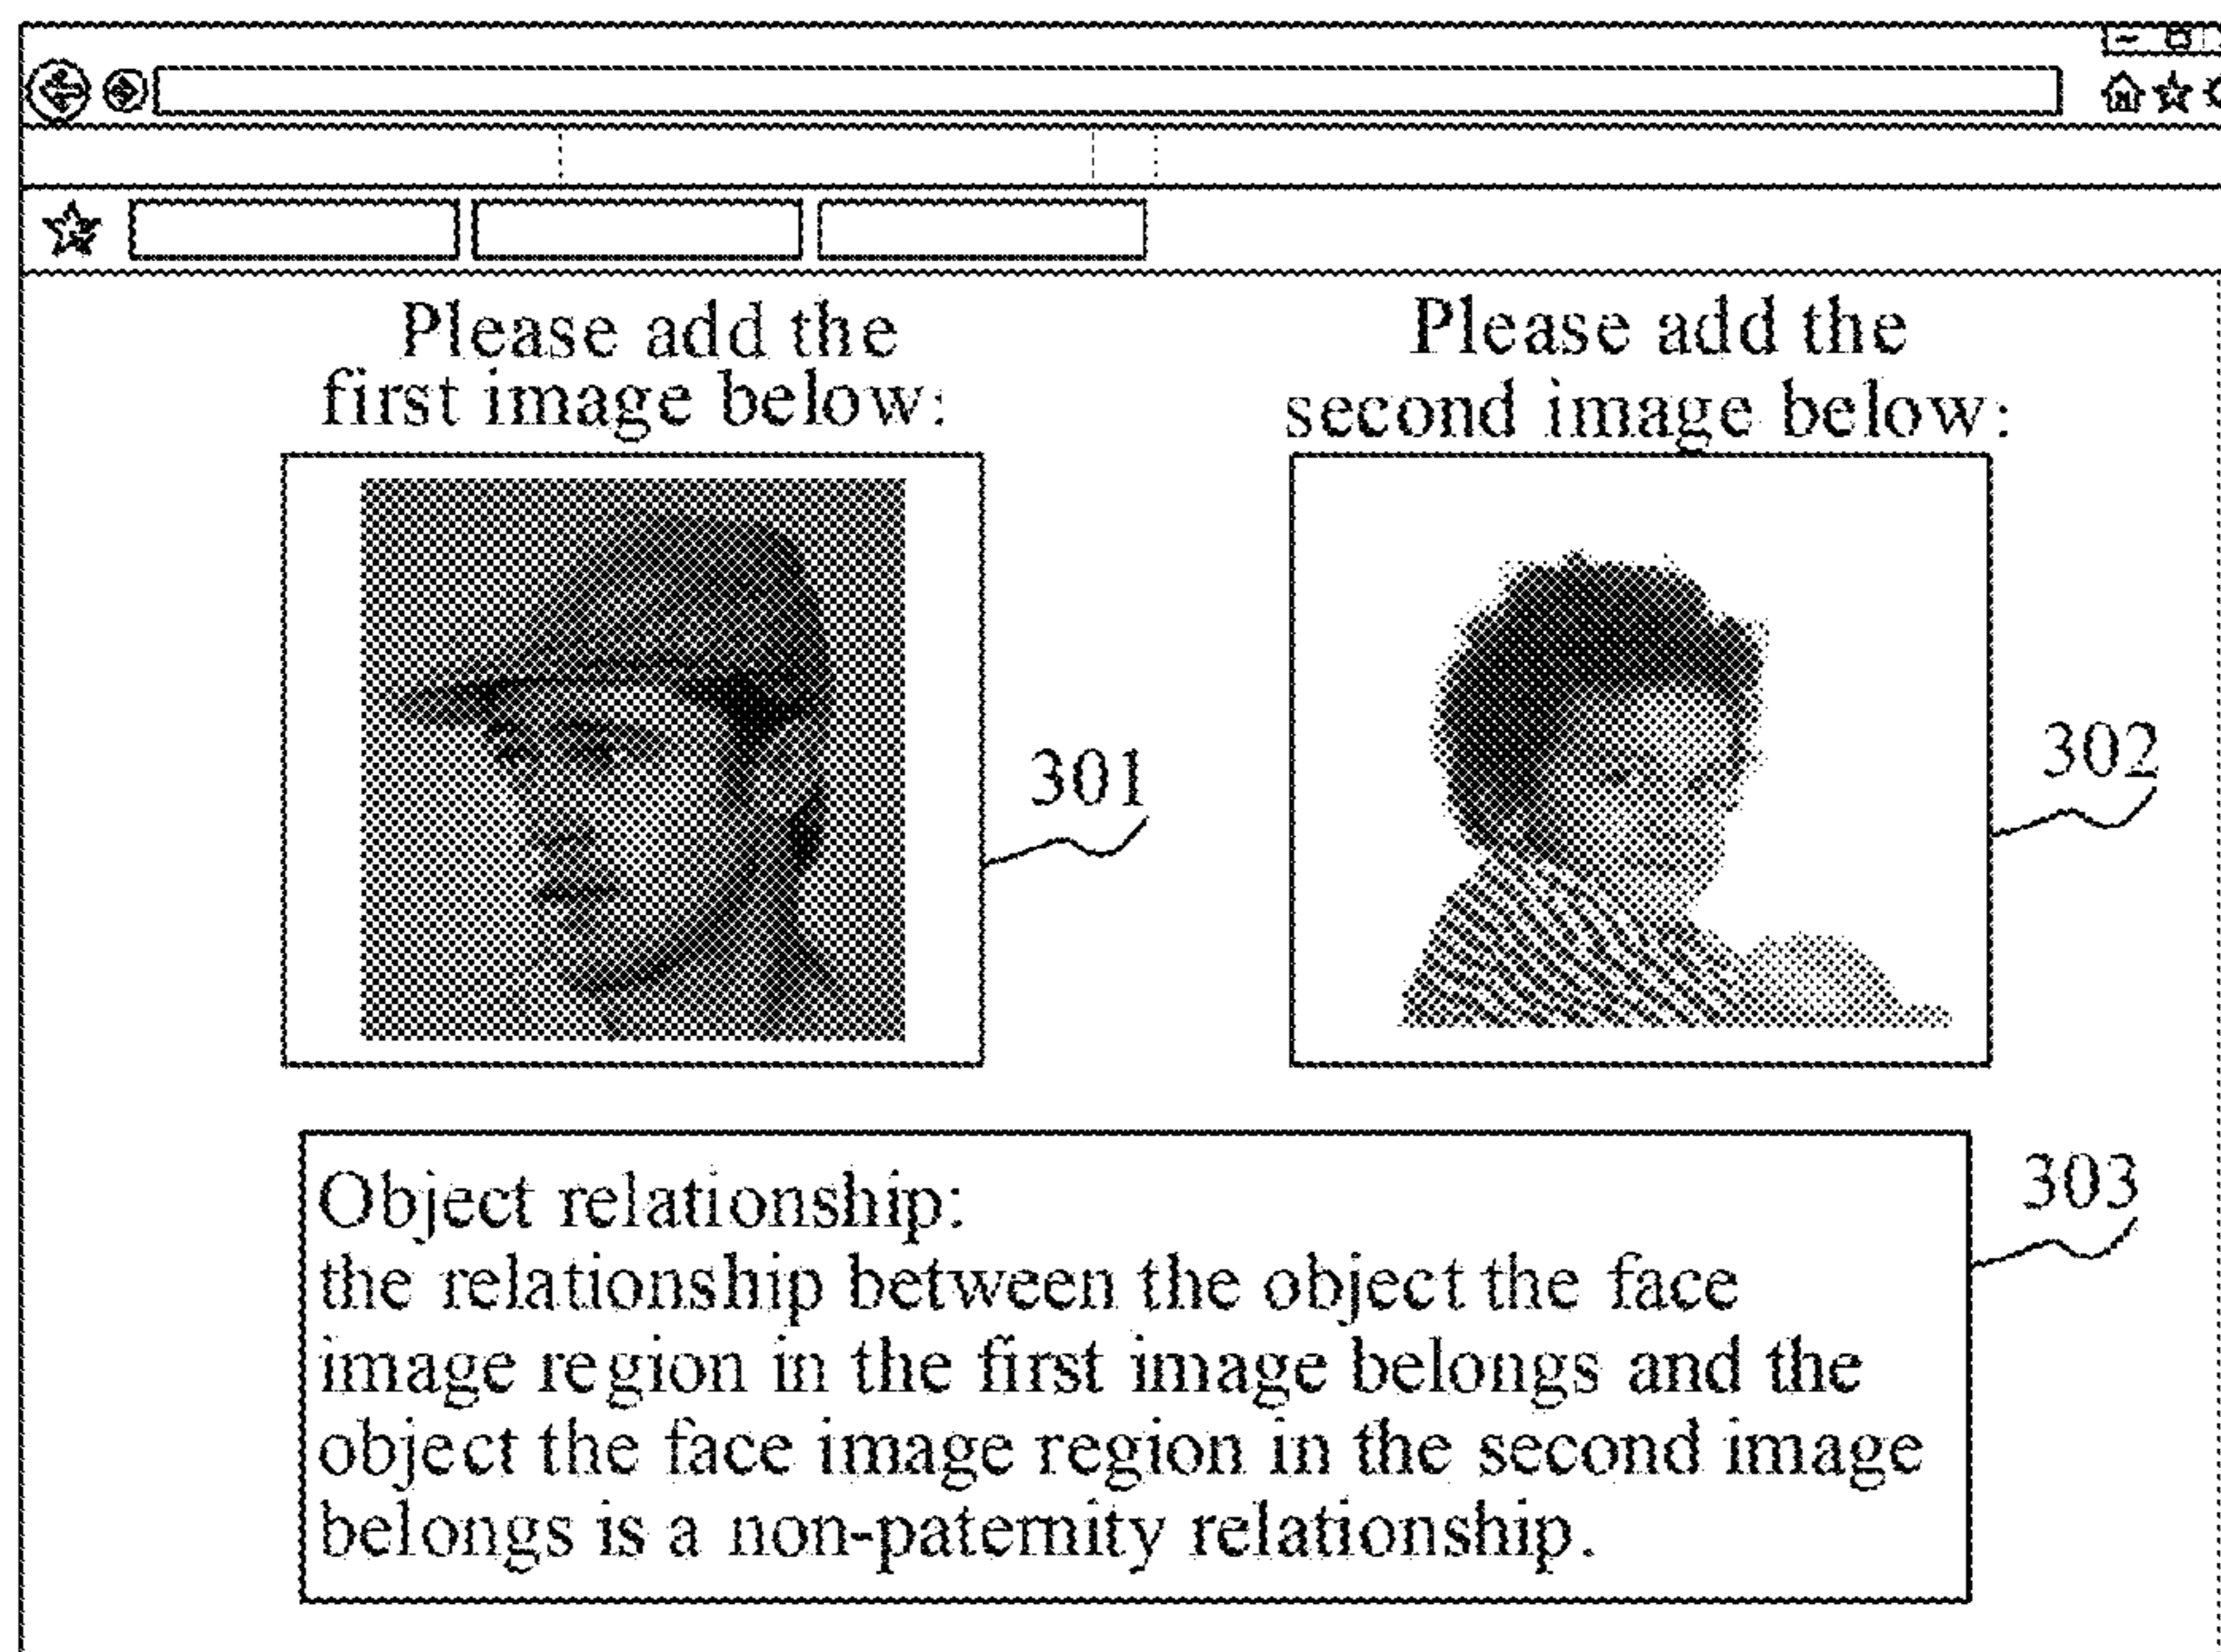 Please add the
first image below:
Please add the
second image below:
301
302
303
Object relationship:
the relationship between the object the face
image region in the first image belongs and the
object the face image region in the second image
belongs is a non-paternity relationship.